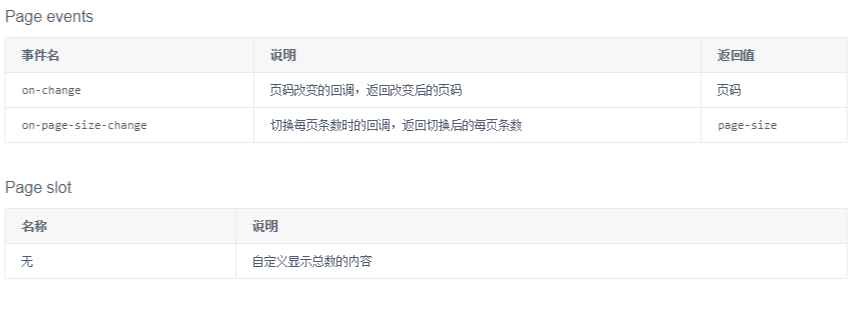 Page events
事件名 说明 返回值
on-change 页码改变的回调，返回改变后的页码 页码
on-page-size-change 切换每页条数时的回调，返回切换后的每页条数 page-size
Page slot
名称 说明
无 自定义显示总数的内容